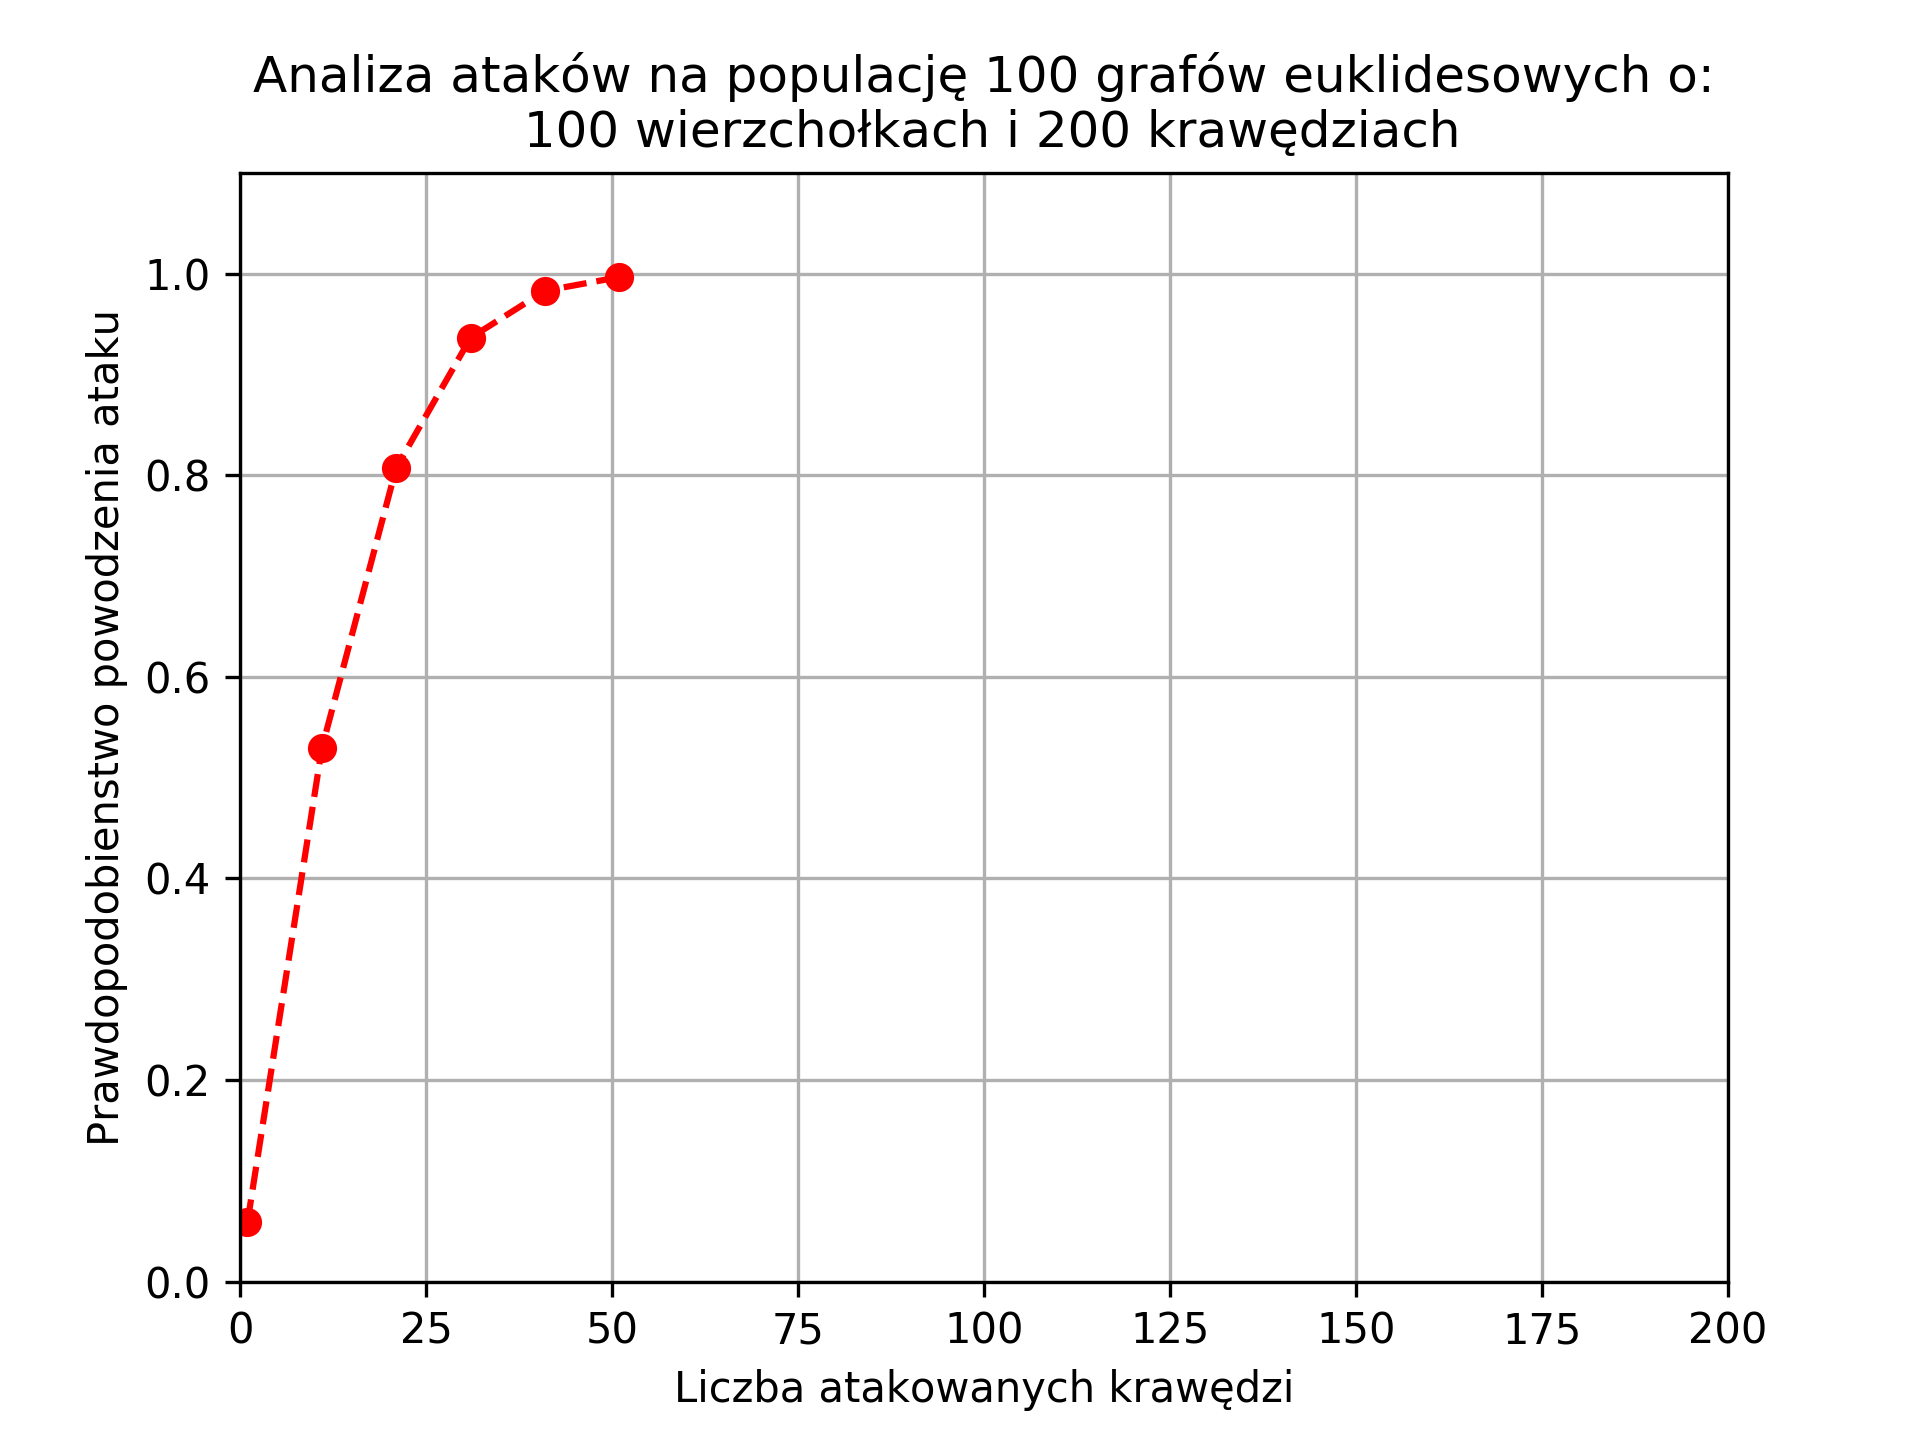 Analiza ataków na populację 100 grafów euklidesowych o:
100 wierzchołkach i 200 krawędziach
Prawdopodobienstwo powodzenia ataku
1.0
0.8
0.6
0.4
0.2
0.0
0 25 50 75 100 125 150 175 200
Liczba atakowanych krawędzi